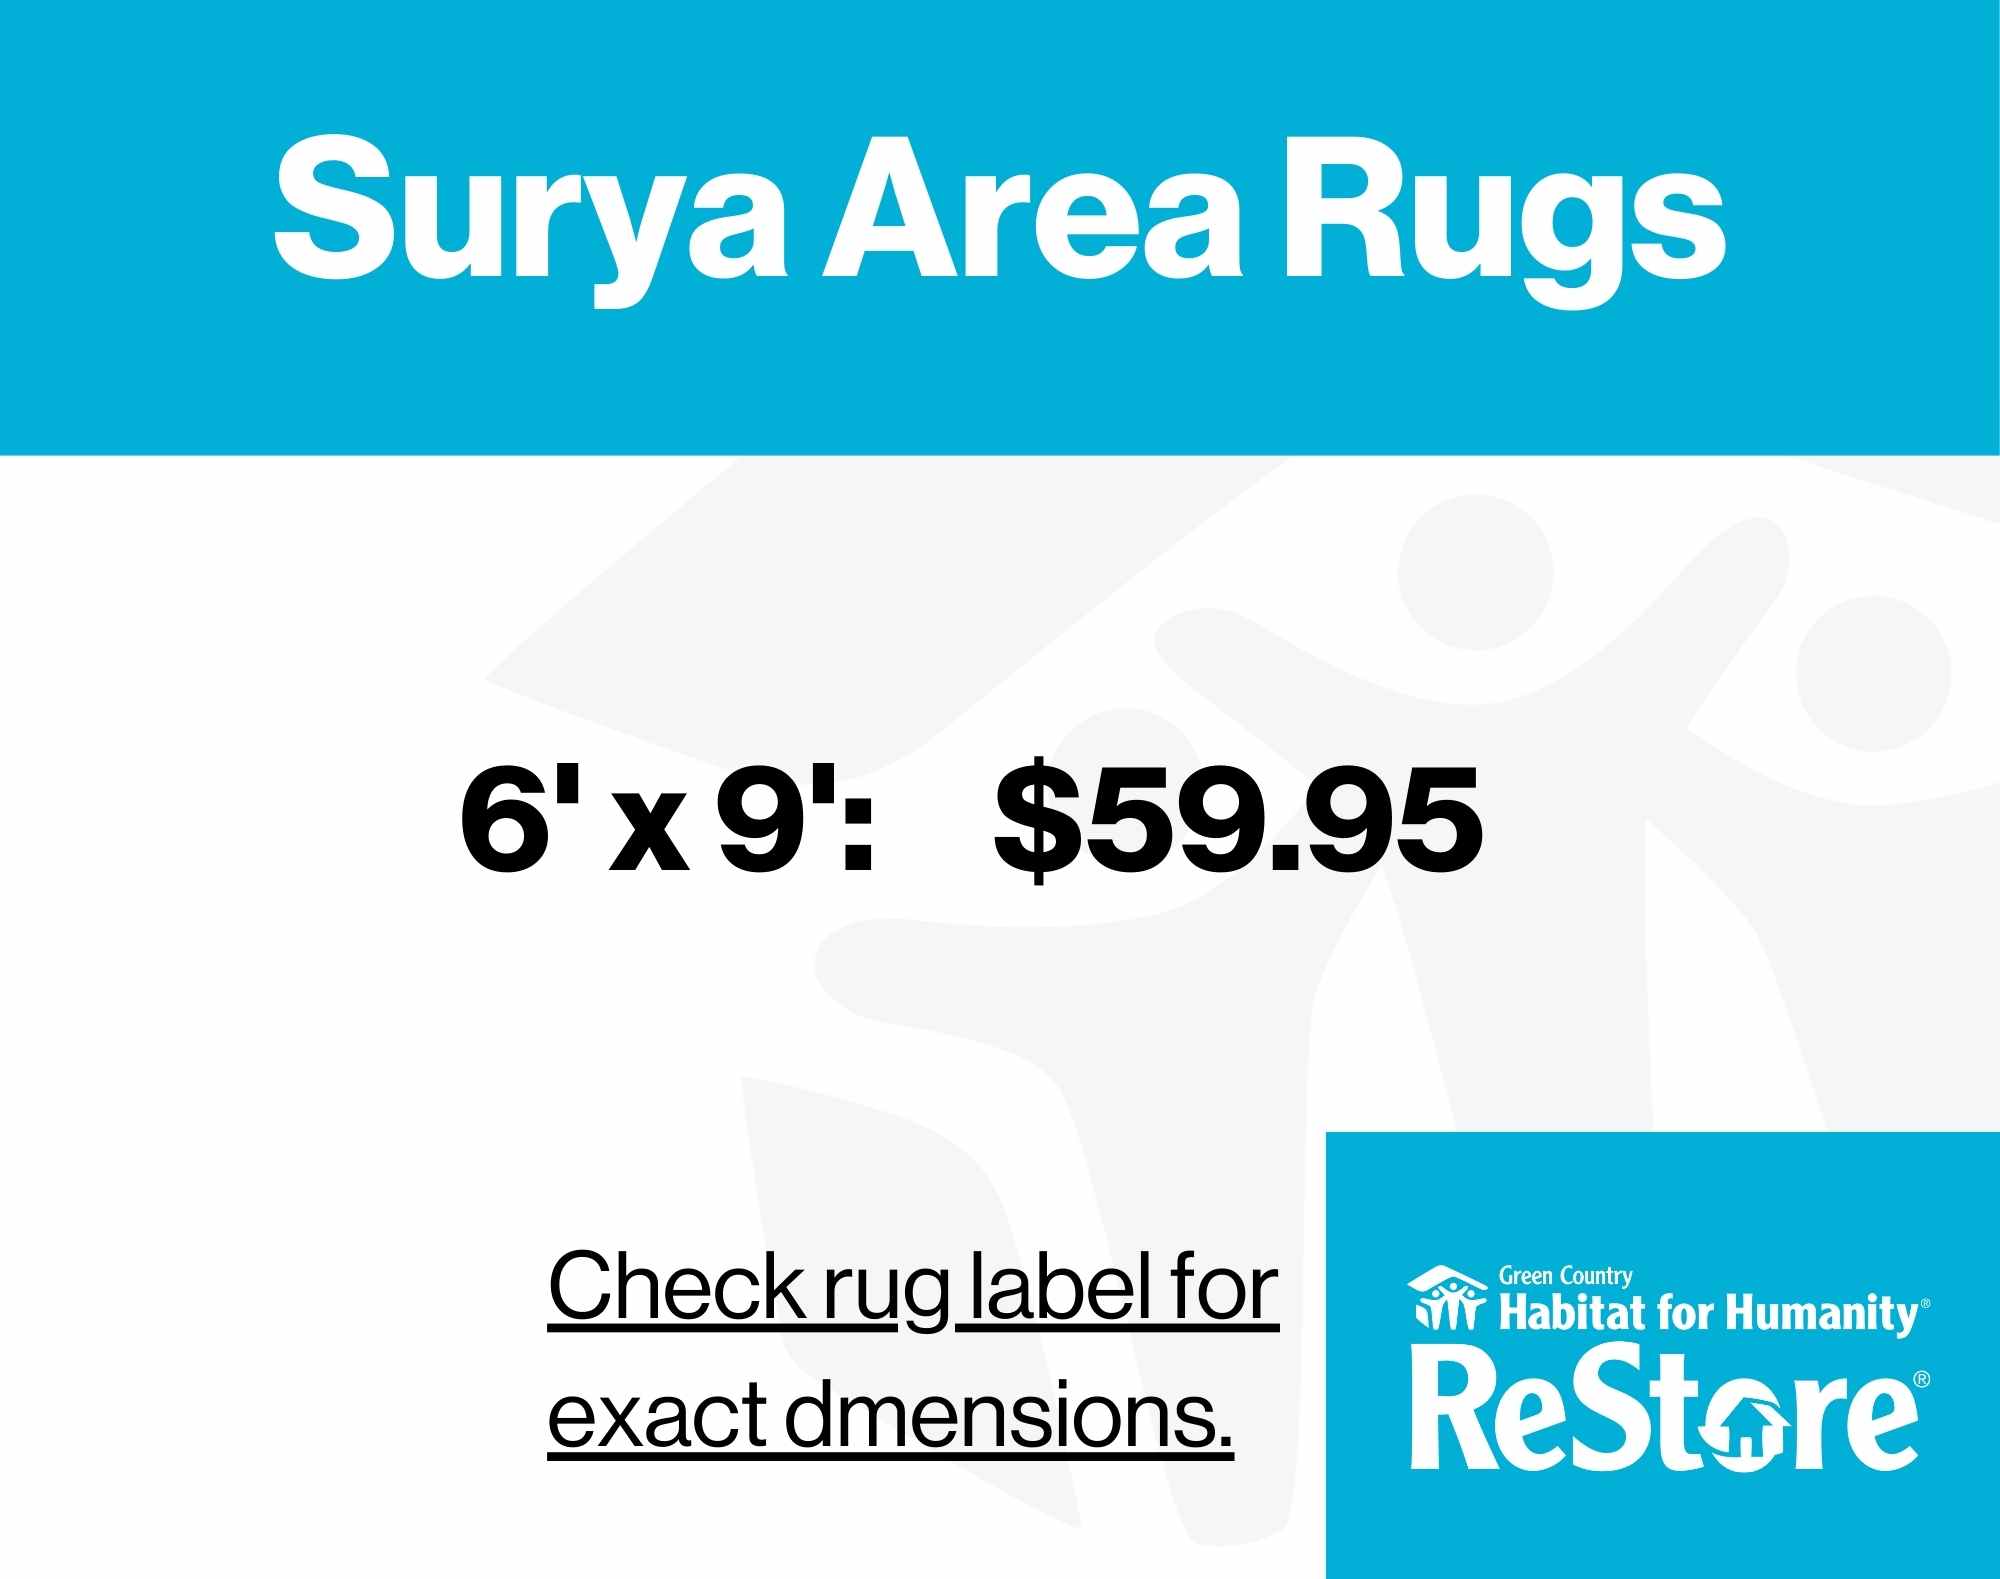 Surya Area Rugs
6' x 9': $59.95
Check rug label for
exact dmensions.
Green Country
Habitat for Humanity®
ReStore®